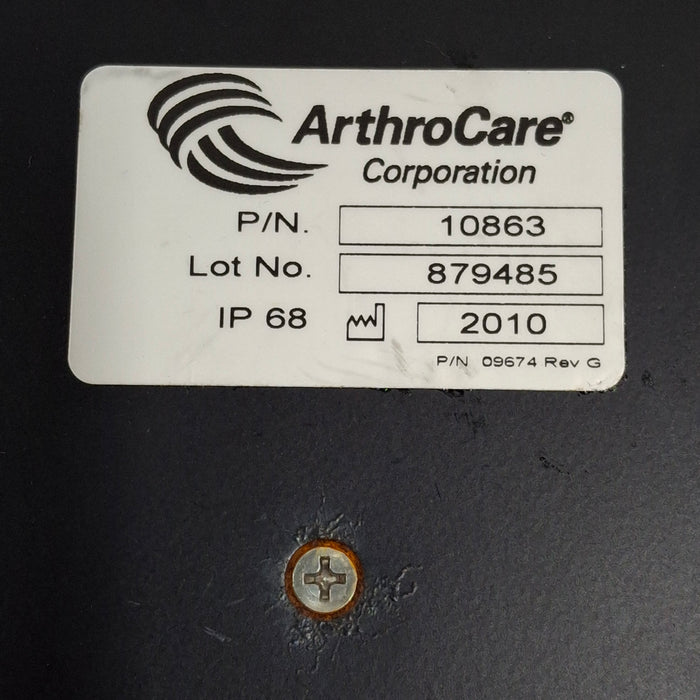 ArthroCare®
Corporation
P/N. 10863
Lot No. 879485
IP 68 2010
P/N 09674 Rev G